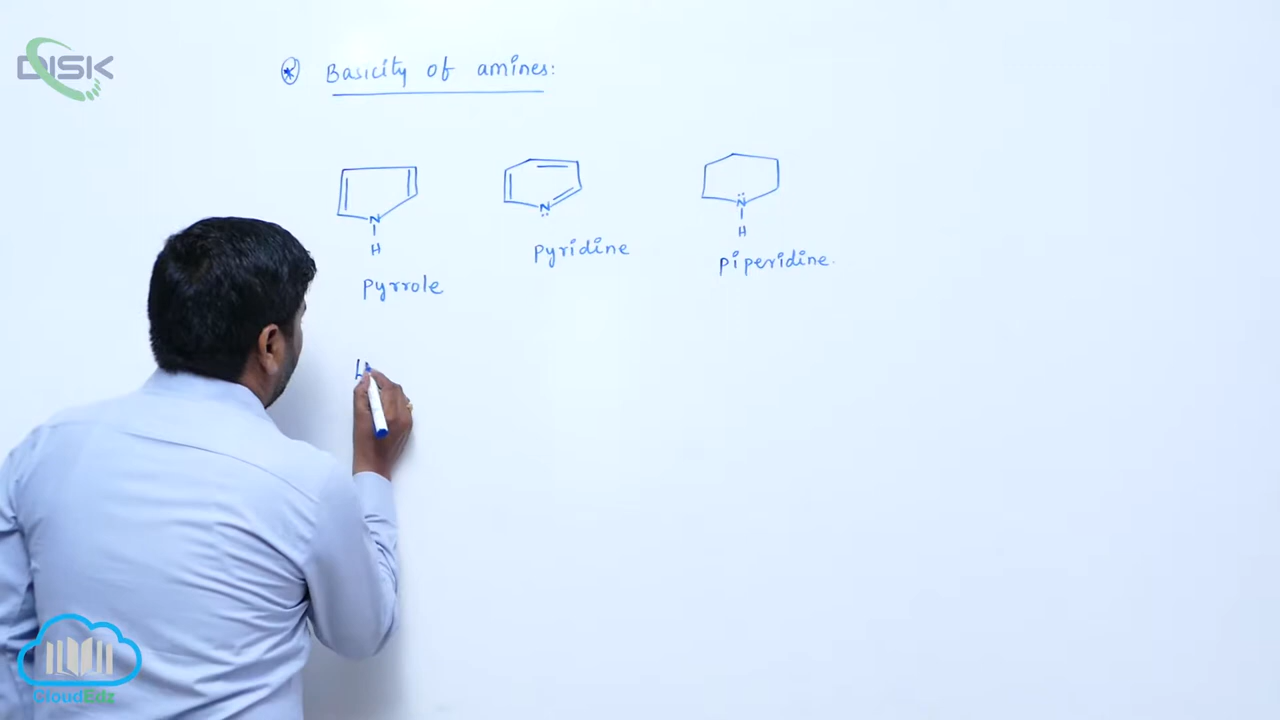 DISK
* Basicity of amines:
N N N
H H
pyrrole pyridine piperidine.
CloudEdz